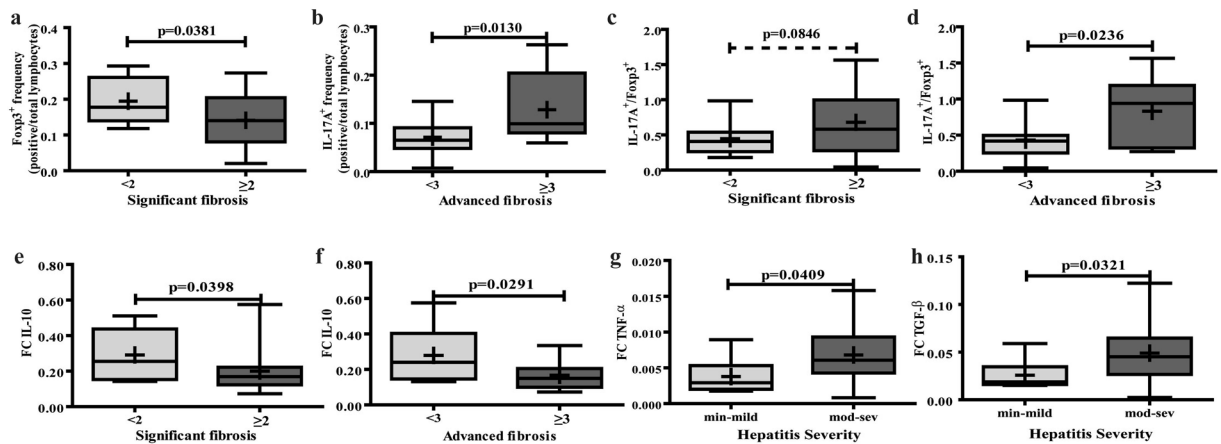 a
Foxp3+ frequency
(positive/total lymphocytes)
0.4
0.3
0.2
0.1
0.0
p=0.0381
<2
≥2
Significant fibrosis
b
IL-17A+ frequency
(positive/total lymphocytes)
0.3
0.2
0.1
0.0
p=0.0130
<3
≥3
Advanced fibrosis
c
IL-17A+/Foxp3+
2.0
1.5
1.0
0.5
0.0
p=0.0846
<2
≥2
Significant fibrosis
d
IL-17A+/Foxp3+
2.0
1.5
1.0
0.5
0.0
p=0.0236
<3
≥3
Advanced fibrosis
e
FC IL-10
0.80
0.60
0.40
0.20
0.00
p=0.0398
<2
≥2
Significant fibrosis
f
FC IL-10
0.80
0.60
0.40
0.20
0.00
p=0.0291
<3
≥3
Advanced fibrosis
g
FC TNF-α
0.020
0.015
0.010
0.005
0.000
p=0.0409
min-mild
mod-sev
Hepatitis Severity
h
FC TGF-β
0.15
0.10
0.05
0.00
p=0.0321
min-mild
mod-sev
Hepatitis Severity